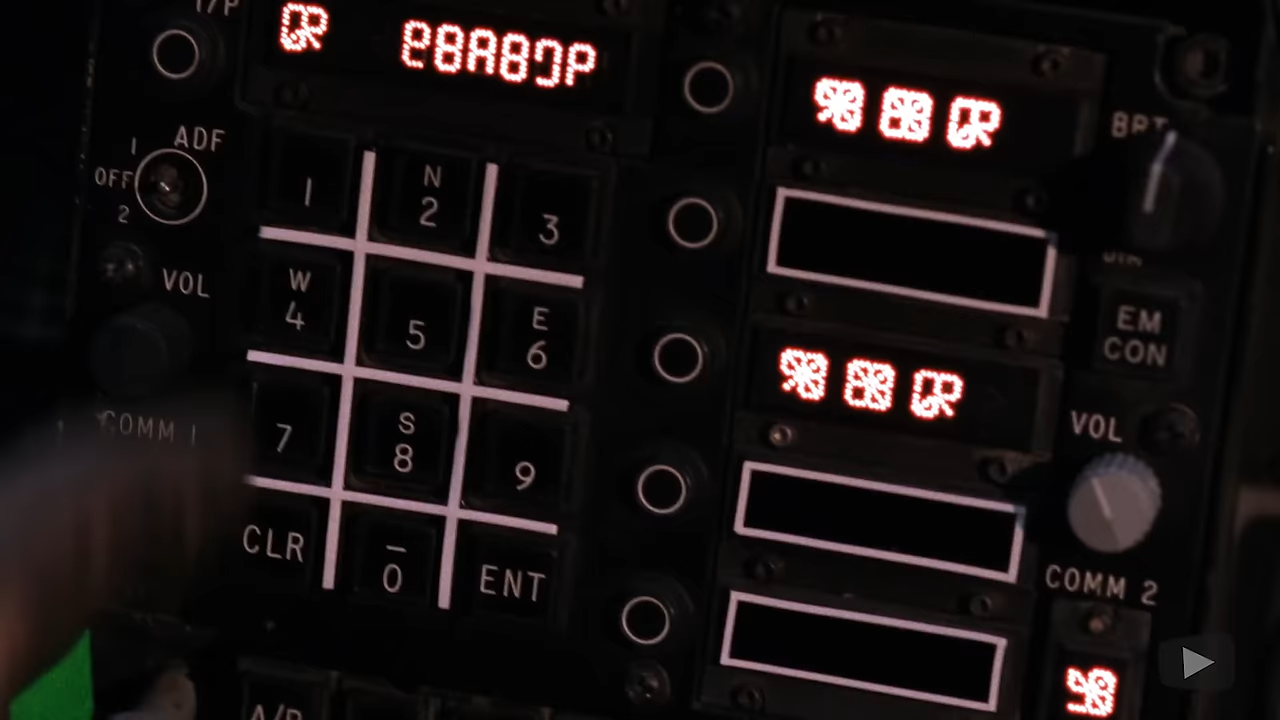 I/P
ADF
1
OFF
2
VOL
COMM 1
1
N
2
3
W
4
5
E
6
7
S
8
9
CLR
–
0
ENT
A/P
BRT
DIM
EM
CON
VOL
COMM 2